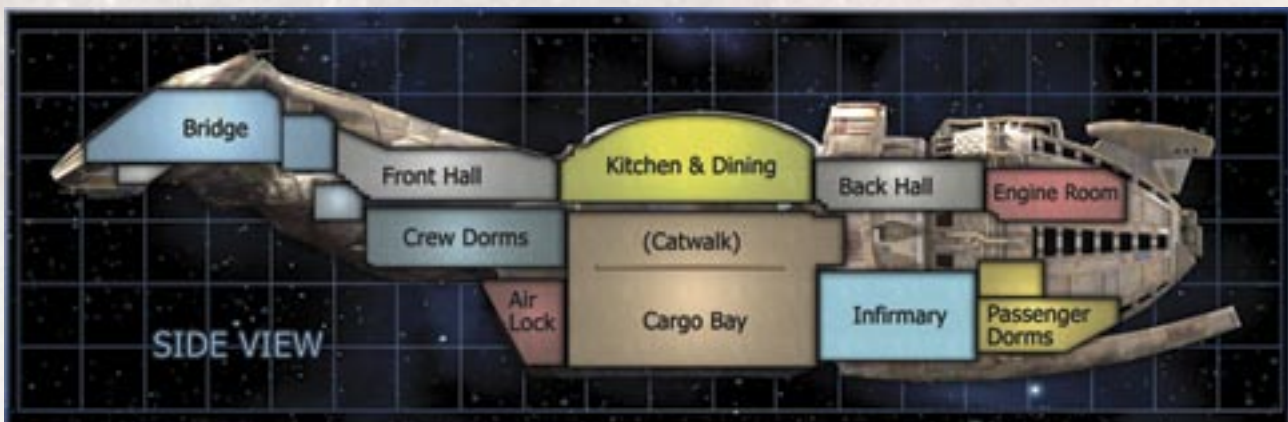 Bridge
Front Hall
Kitchen & Dining
Back Hall
Engine Room
Crew Dorms
(Catwalk)
Air
Lock
Cargo Bay
Infirmary
Passenger
Dorms
SIDE VIEW